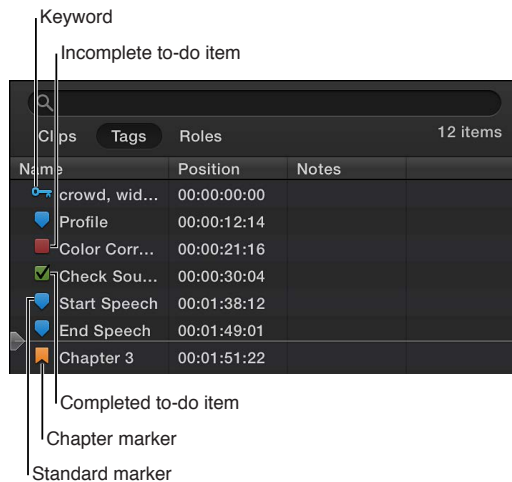 Keyword
Incomplete to-do item
Clips Tags Roles 12 items
Name Position Notes
crowd, wid... 00:00:00:00
Profile 00:00:12:14
Color Corr... 00:00:21:16
Check Sou... 00:00:30:04
Start Speech 00:01:38:12
End Speech 00:01:49:01
Chapter 3 00:01:51:22
Completed to-do item
Chapter marker
Standard marker